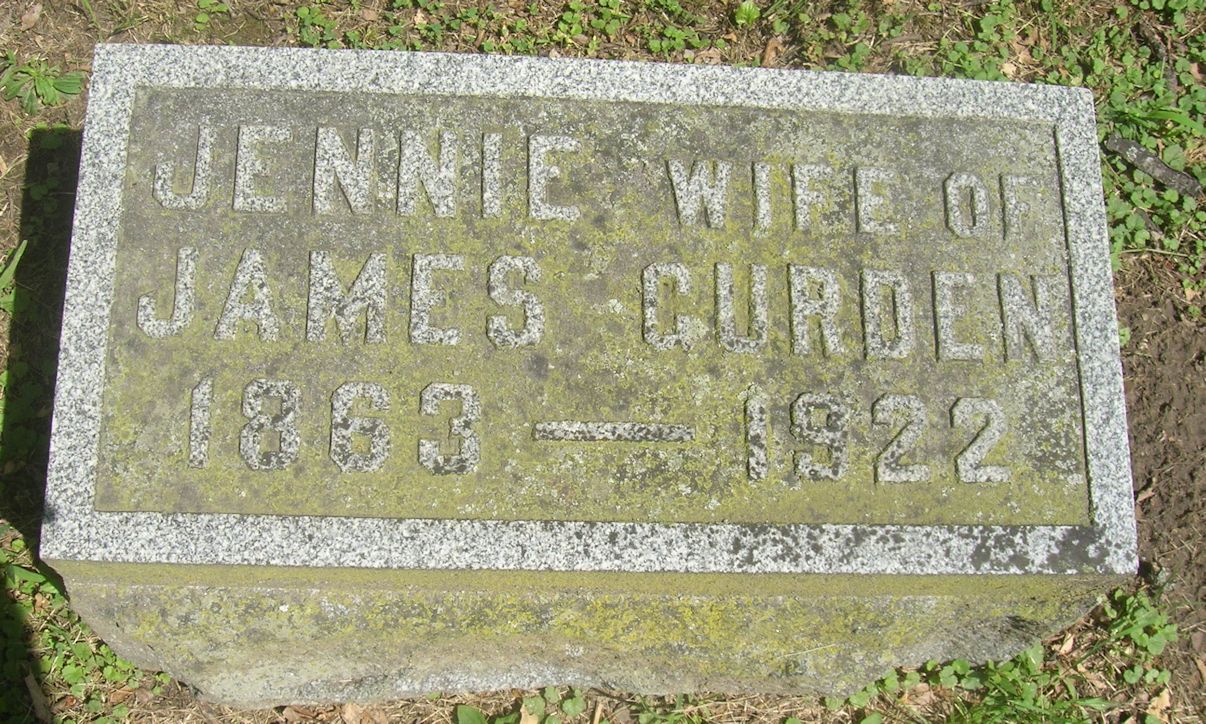 JENNIE WIFE OF
JAMES CURDEN
1863 — 1922